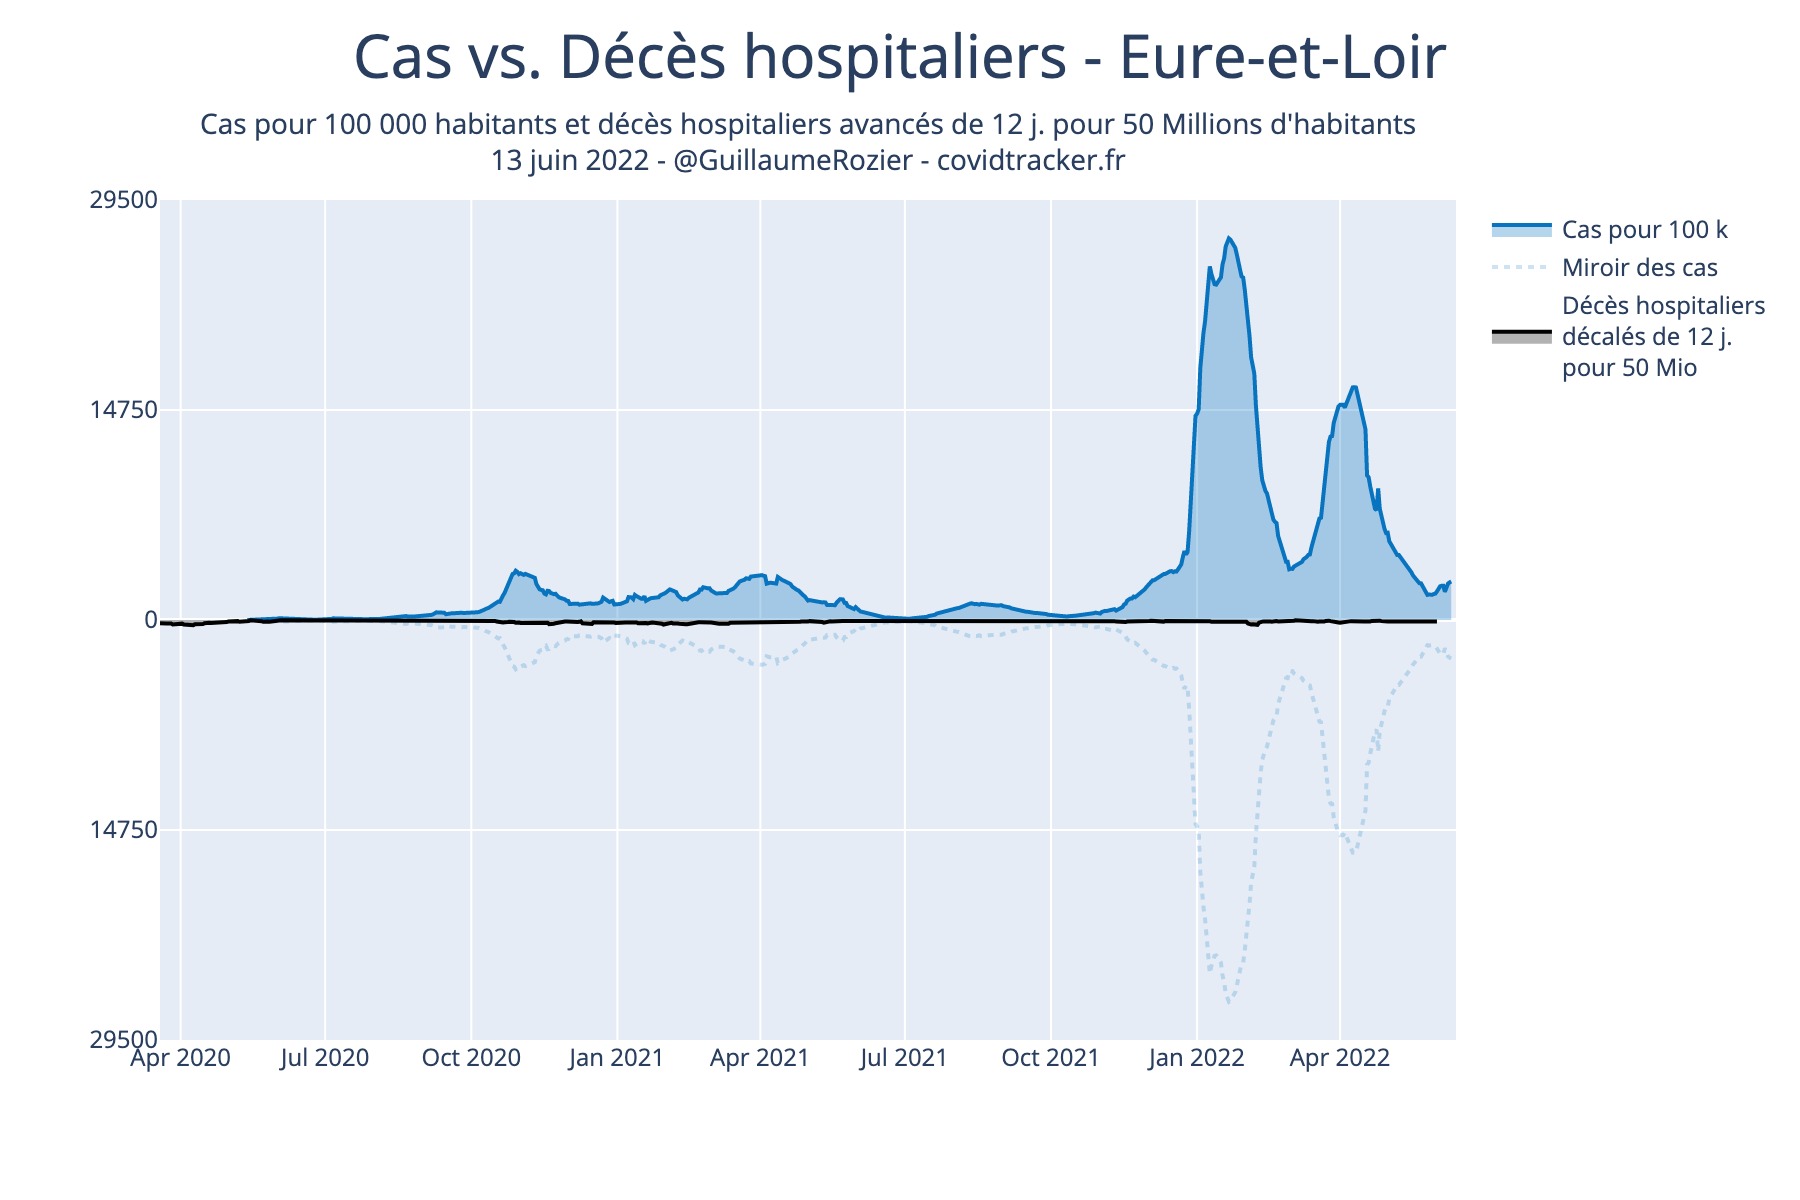 Cas vs. Décès hospitaliers - Eure-et-Loir
Cas pour 100 000 habitants et décès hospitaliers avancés de 12 j. pour 50 Millions d'habitants
13 juin 2022 - @GuillaumeRozier - covidtracker.fr
29500
14750
0
14750
29500
Apr 2020 Jul 2020 Oct 2020 Jan 2021 Apr 2021 Jul 2021 Oct 2021 Jan 2022 Apr 2022
Cas pour 100 k
Miroir des cas
Décès hospitaliers
décalés de 12 j.
pour 50 Mio